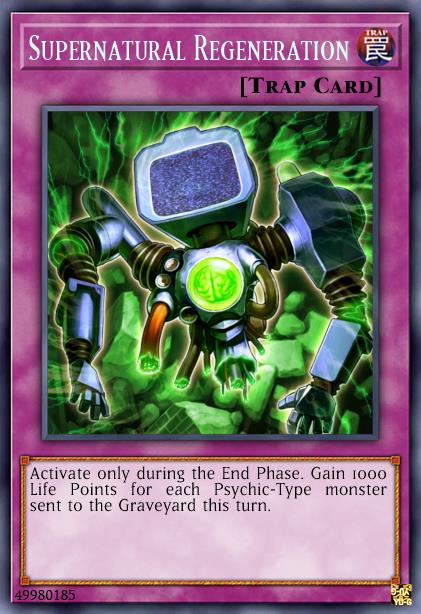 Supernatural Regeneration
TRAP
罠
[Trap Card]
Activate only during the End Phase. Gain 1000
Life Points for each Psychic-Type monster
sent to the Graveyard this turn.
49980185